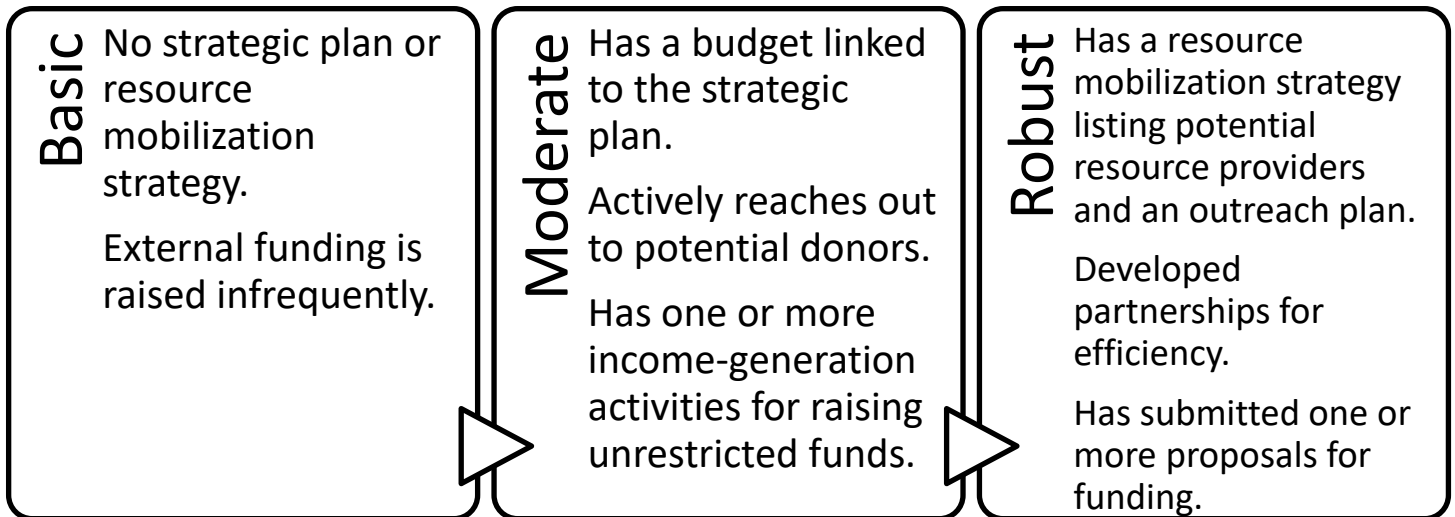 Basic
No strategic plan or
resource
mobilization
strategy.
External funding is
raised infrequently.
Moderate
Has a budget linked
to the strategic
plan.
Actively reaches out
to potential donors.
Has one or more
income-generation
activities for raising
unrestricted funds.
Robust
Has a resource
mobilization strategy
listing potential
resource providers
and an outreach plan.
Developed
partnerships for
efficiency.
Has submitted one or
more proposals for
funding.